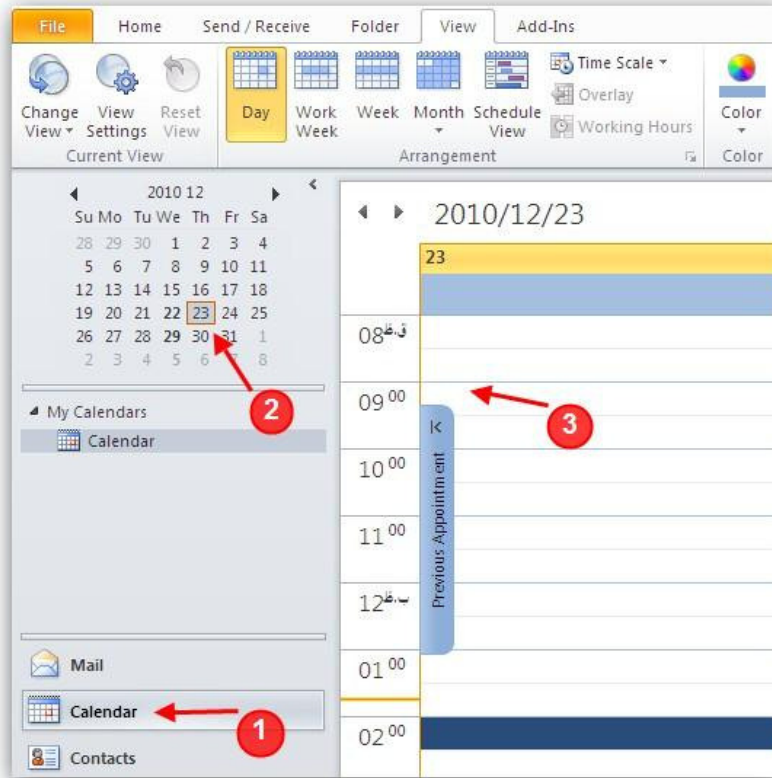 File Home Send / Receive Folder View Add-Ins
Change View View Settings Reset View
Current View
Day Work Week Week Month Schedule View
Time Scale
Overlay
Working Hours
Arrangement
Color
Color
2010 12
Su Mo Tu We Th Fr Sa
28 29 30 1 2 3 4
5 6 7 8 9 10 11
12 13 14 15 16 17 18
19 20 21 22 23 24 25
26 27 28 29 30 31 1
2 3 4 5 6 7 8
2
My Calendars
Calendar
Mail
Calendar
1
Contacts
2010/12/23
23
08 ق.ظ
09 00
3
10 00
11 00
12 ب.ظ
01 00
02 00
Previous Appointment